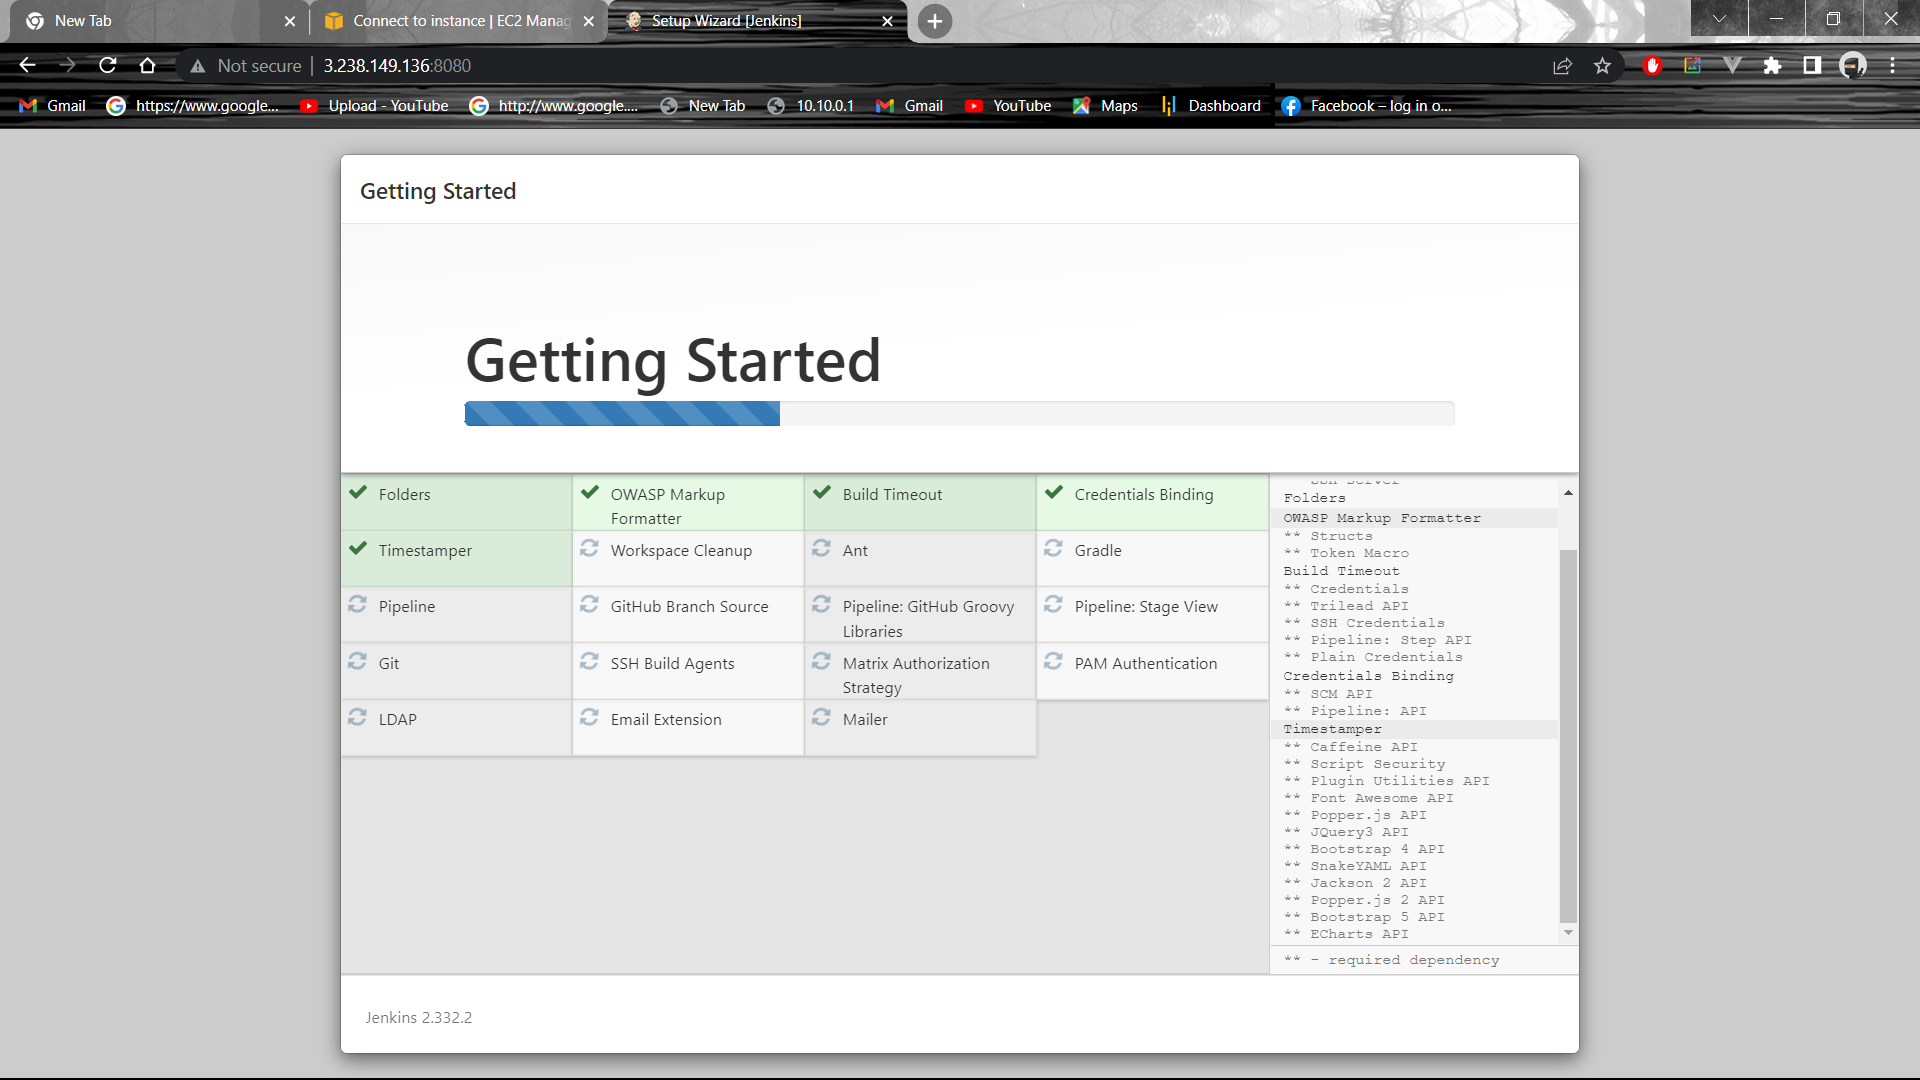 New Tab
Connect to instance | EC2 Manag
Setup Wizard [Jenkins]
Not secure
3.238.149.136:8080
Gmail
https://www.google...
Upload - YouTube
http://www.google....
New Tab
10.10.0.1
Gmail
YouTube
Maps
Dashboard
Facebook – log in o...
Getting Started
Getting Started
Folders
OWASP Markup
Formatter
Build Timeout
Credentials Binding
Timestamper
Workspace Cleanup
Ant
Gradle
Pipeline
GitHub Branch Source
Pipeline: GitHub Groovy
Libraries
Pipeline: Stage View
Git
SSH Build Agents
Matrix Authorization
Strategy
PAM Authentication
LDAP
Email Extension
Mailer
SSH server
Folders
OWASP Markup Formatter
** Structs
** Token Macro
Build Timeout
** Credentials
** Trilead API
** SSH Credentials
** Pipeline: Step API
** Plain Credentials
Credentials Binding
** SCM API
** Pipeline: API
Timestamper
** Caffeine API
** Script Security
** Plugin Utilities API
** Font Awesome API
** Popper.js API
** JQuery3 API
** Bootstrap 4 API
** SnakeYAML API
** Jackson 2 API
** Popper.js 2 API
** Bootstrap 5 API
** ECharts API
** - required dependency
Jenkins 2.332.2